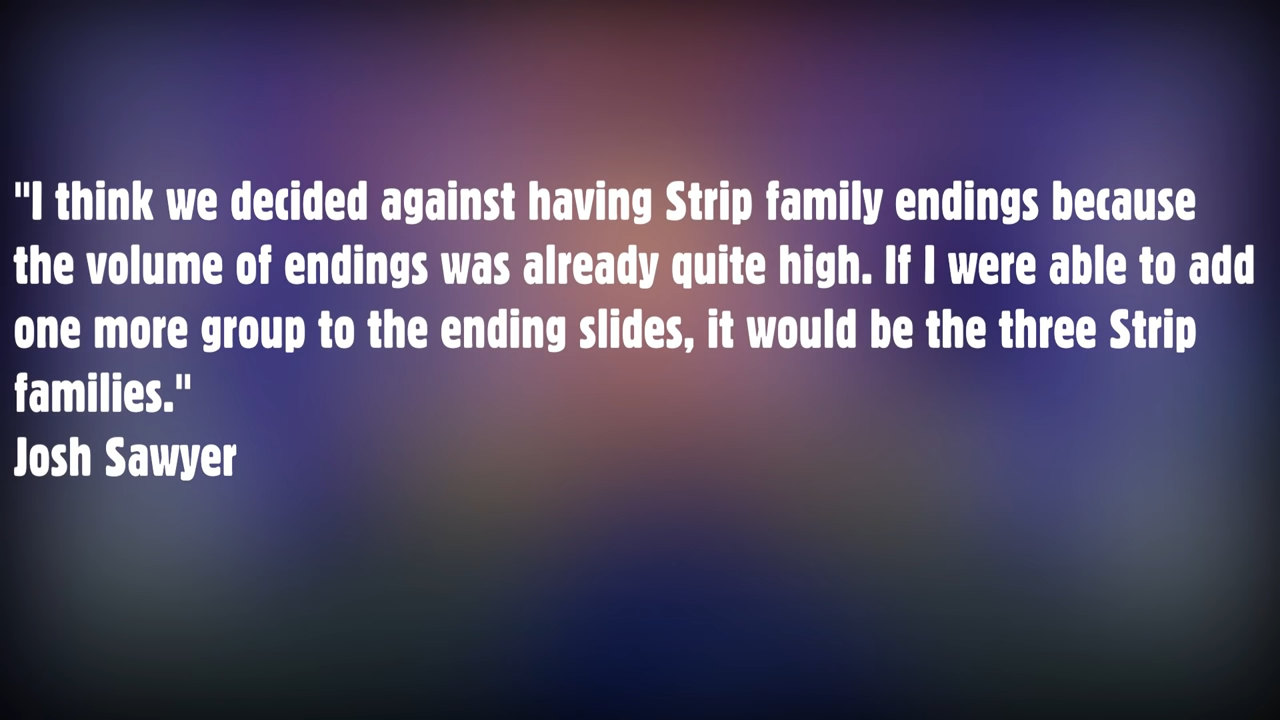 "I think we decided against having Strip family endings because
the volume of endings was already quite high. If I were able to add
one more group to the ending slides, it would be the three Strip
families."
Josh Sawyer